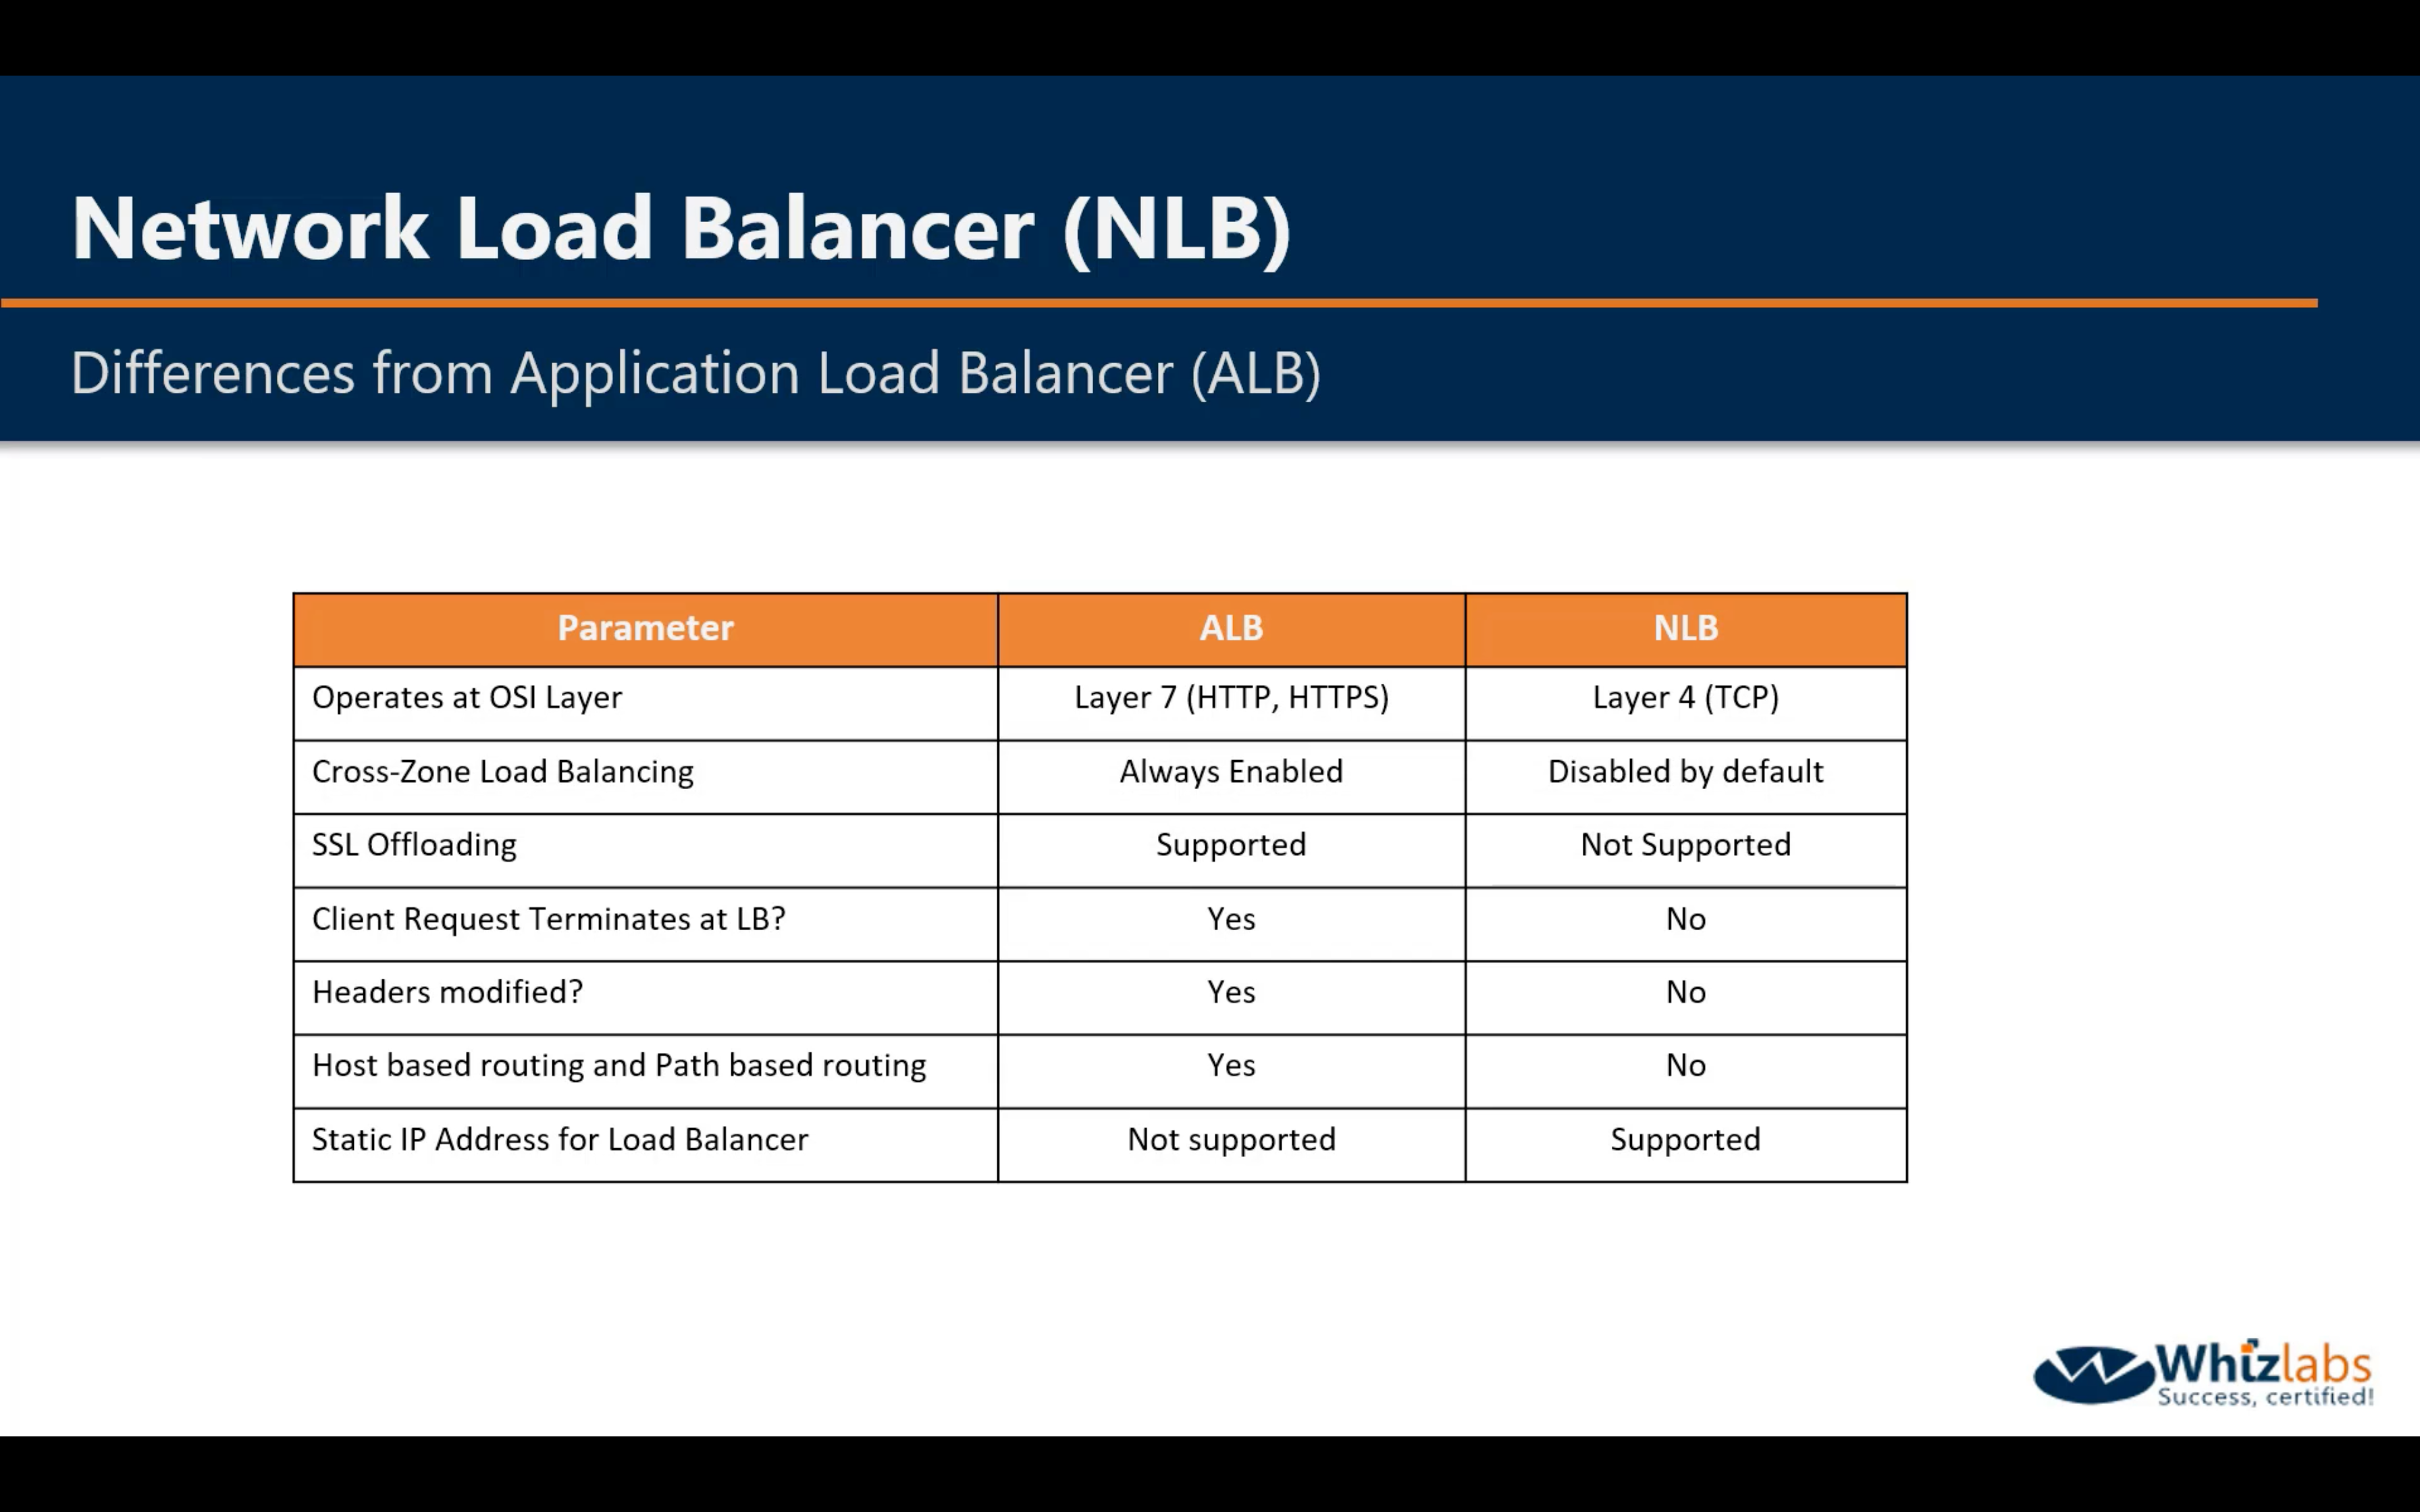 Network Load Balancer (NLB)
Differences from Application Load Balancer (ALB)
Parameter ALB NLB
Operates at OSI Layer Layer 7 (HTTP, HTTPS) Layer 4 (TCP)
Cross-Zone Load Balancing Always Enabled Disabled by default
SSL Offloading Supported Not Supported
Client Request Terminates at LB? Yes No
Headers modified? Yes No
Host based routing and Path based routing Yes No
Static IP Address for Load Balancer Not supported Supported
Whizlabs
Success, certified!